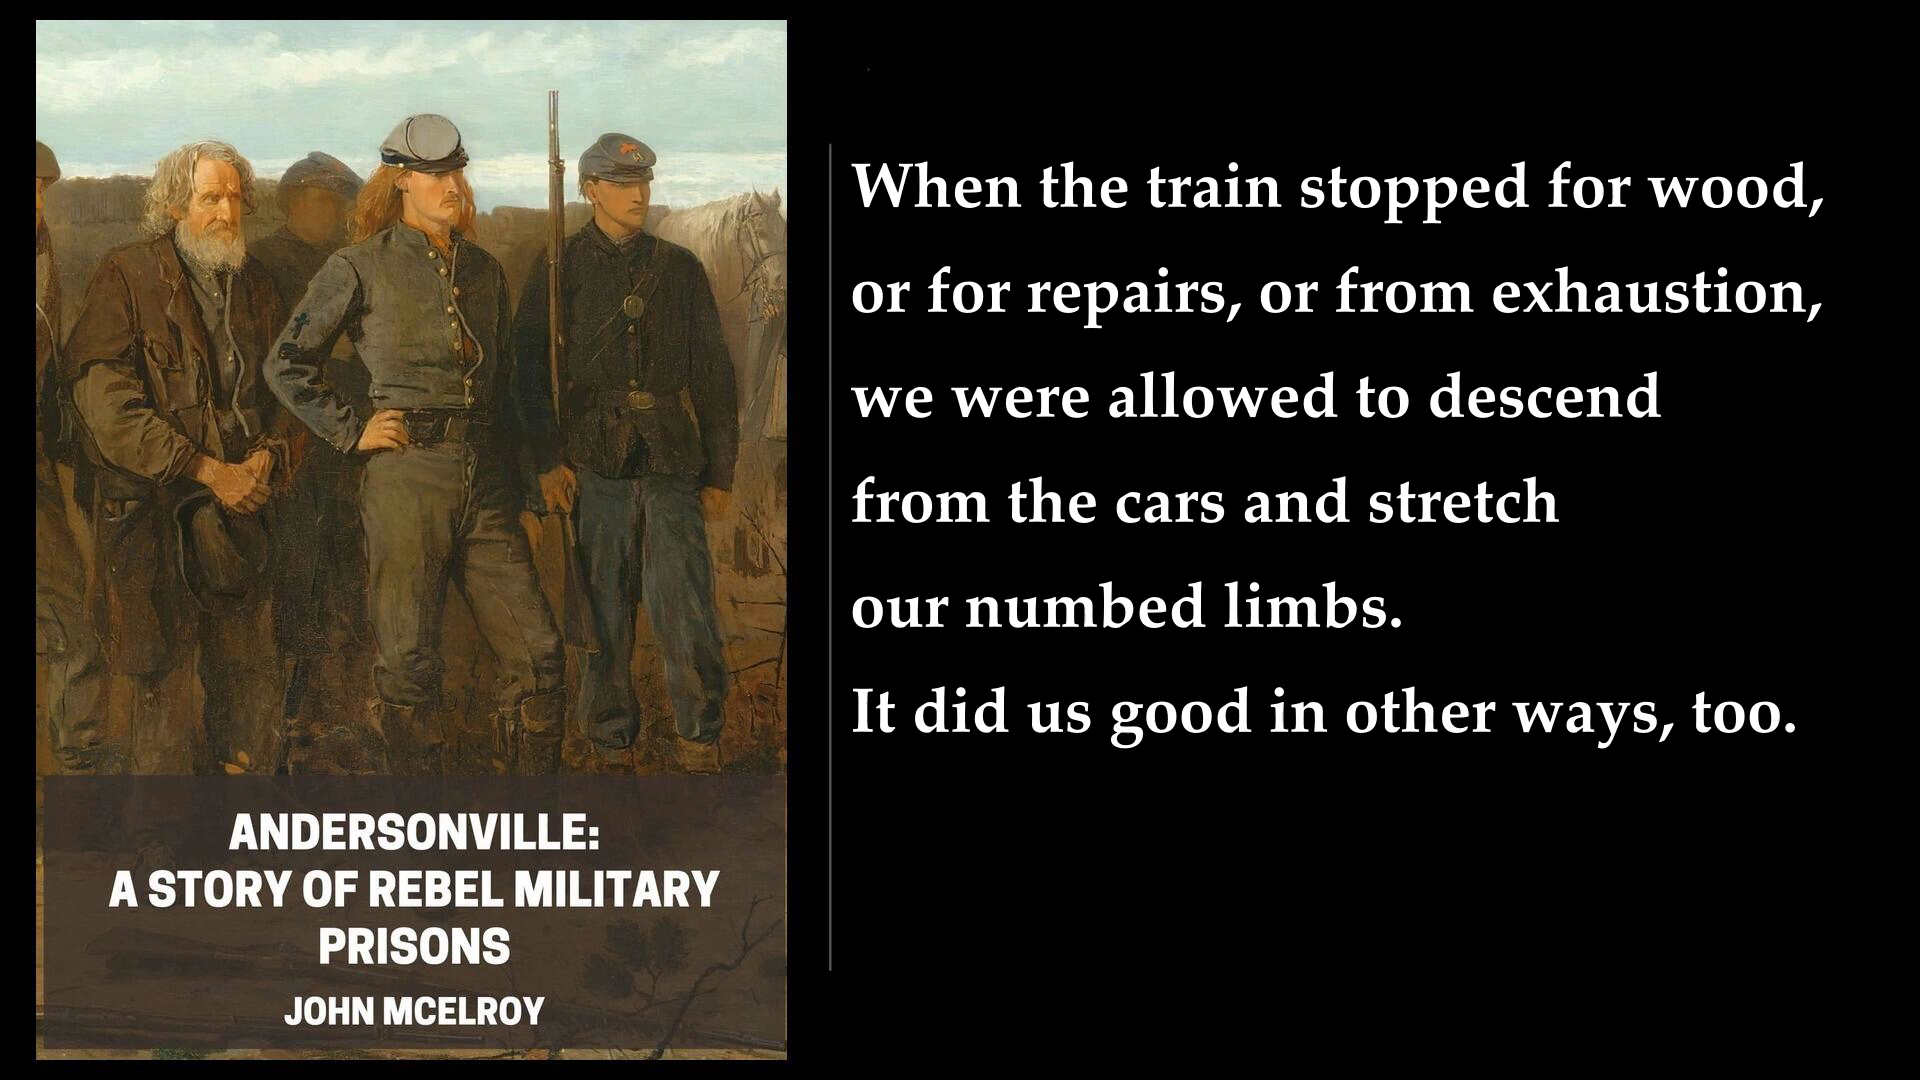 ANDERSONVILLE:
A STORY OF REBEL MILITARY
PRISONS
JOHN MCELROY
When the train stopped for wood,
or for repairs, or from exhaustion,
we were allowed to descend
from the cars and stretch
our numbed limbs.
It did us good in other ways, too.